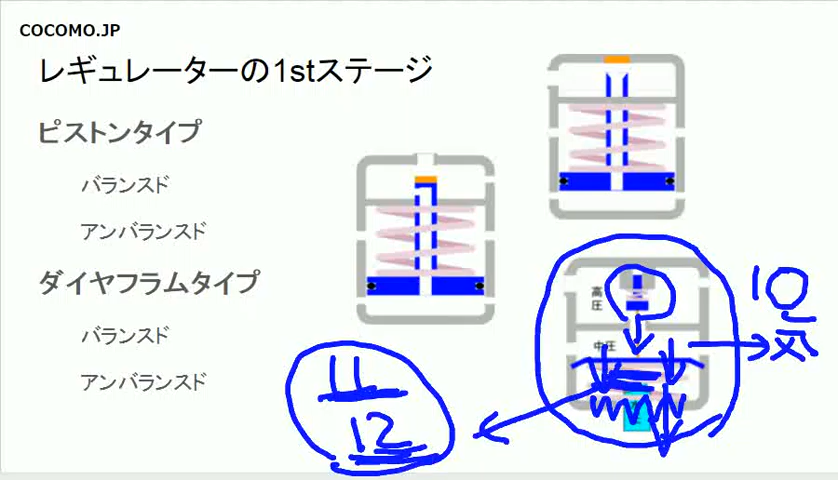 COCOMO.JP
レギュレーターの1stステージ
ピストンタイプ
バランスド
アンバランスド
ダイヤフラムタイプ
バランスド
アンバランスド
高圧
中圧
10
気
11
12